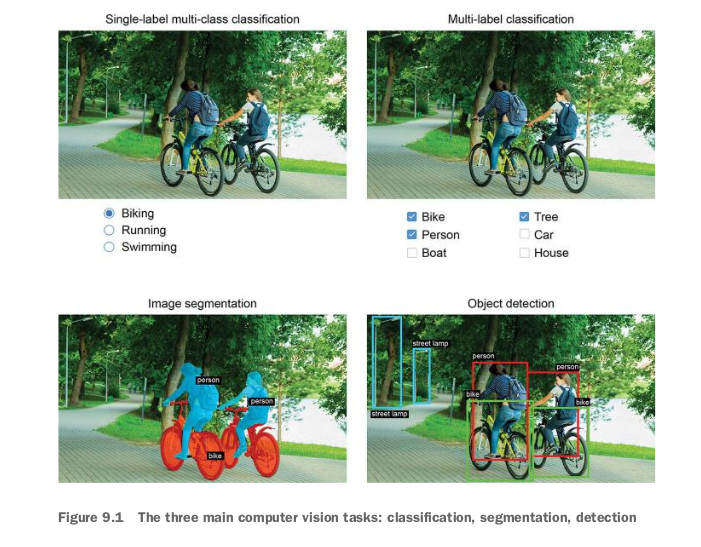 Single-label multi-class classification
Multi-label classification
Biking
Running
Swimming
Bike
Tree
Person
Car
Boat
House
Image segmentation
Object detection
person
person
bike
street lamp
person
person
bike
bike
street lamp
Figure 9.1 The three main computer vision tasks: classification, segmentation, detection